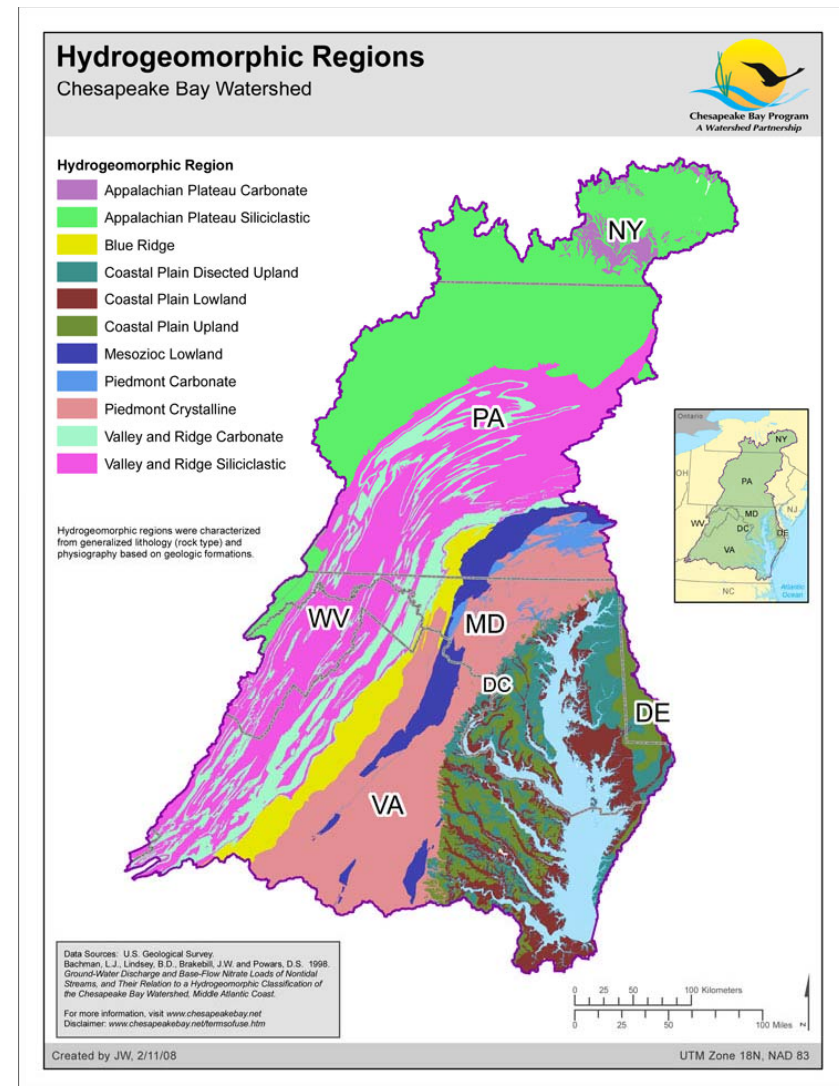 Hydrogeomorphic Regions
Chesapeake Bay Watershed
Chesapeake Bay Program
A Watershed Partnership
Hydrogeomorphic Region
Appalachian Plateau Carbonate
Appalachian Plateau Siliciclastic
Blue Ridge
Coastal Plain Disected Upland
Coastal Plain Lowland
Coastal Plain Upland
Mesozioc Lowland
Piedmont Carbonate
Piedmont Crystalline
Valley and Ridge Carbonate
Valley and Ridge Siliciclastic
Hydrogeomorphic regions were characterized
from generalized lithology (rock type) and
physiography based on geologic formations.
NY
PA
WV
MD
DC
DE
VA
Ontario
NY
OH
PA
NJ
MD
WV
DC
DE
VA
NC
Atlantic
Ocean
Data Sources: U.S. Geological Survey.
Bachman, L.J., Lindsey, B.D., Brakebill, J.W. and Powars, D.S. 1998.
Ground-Water Discharge and Base-Flow Nitrate Loads of Nontidal
Streams, and Their Relation to a Hydrogeomorphic Classification of
the Chesapeake Bay Watershed, Middle Atlantic Coast.
For more information, visit www.chesapeakebay.net
Disclaimer: www.chesapeakebay.net/termsofuse.htm
0 25 50 100 Kilometers
0 25 50 100 Miles
N
Created by JW, 2/11/08
UTM Zone 18N, NAD 83